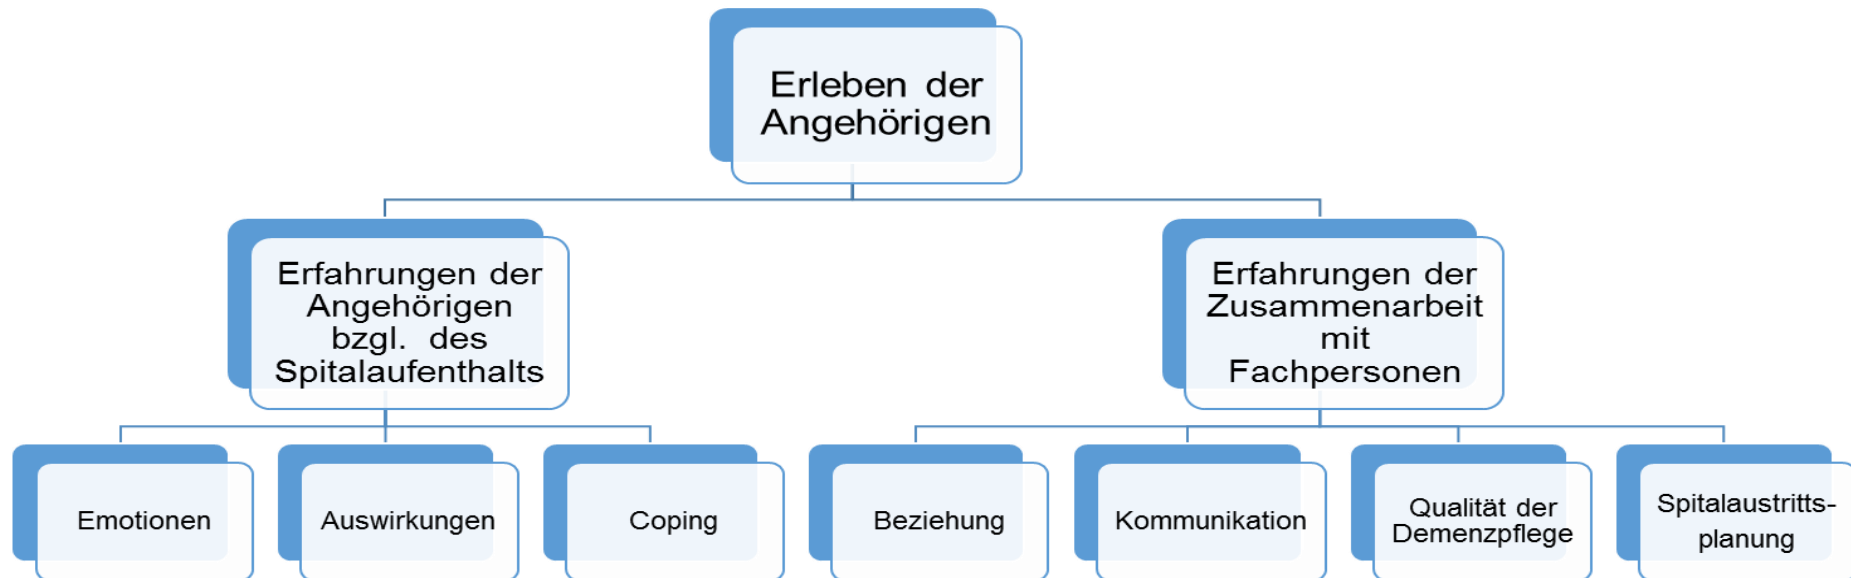 Erleben der
Angehörigen
Erfahrungen der
Angehörigen
bzgl. des
Spitalaufenthalts
Erfahrungen der
Zusammenarbeit
mit
Fachpersonen
Emotionen
Auswirkungen
Coping
Beziehung
Kommunikation
Qualität der
Demenzpflege
Spitalaustritts-
planung